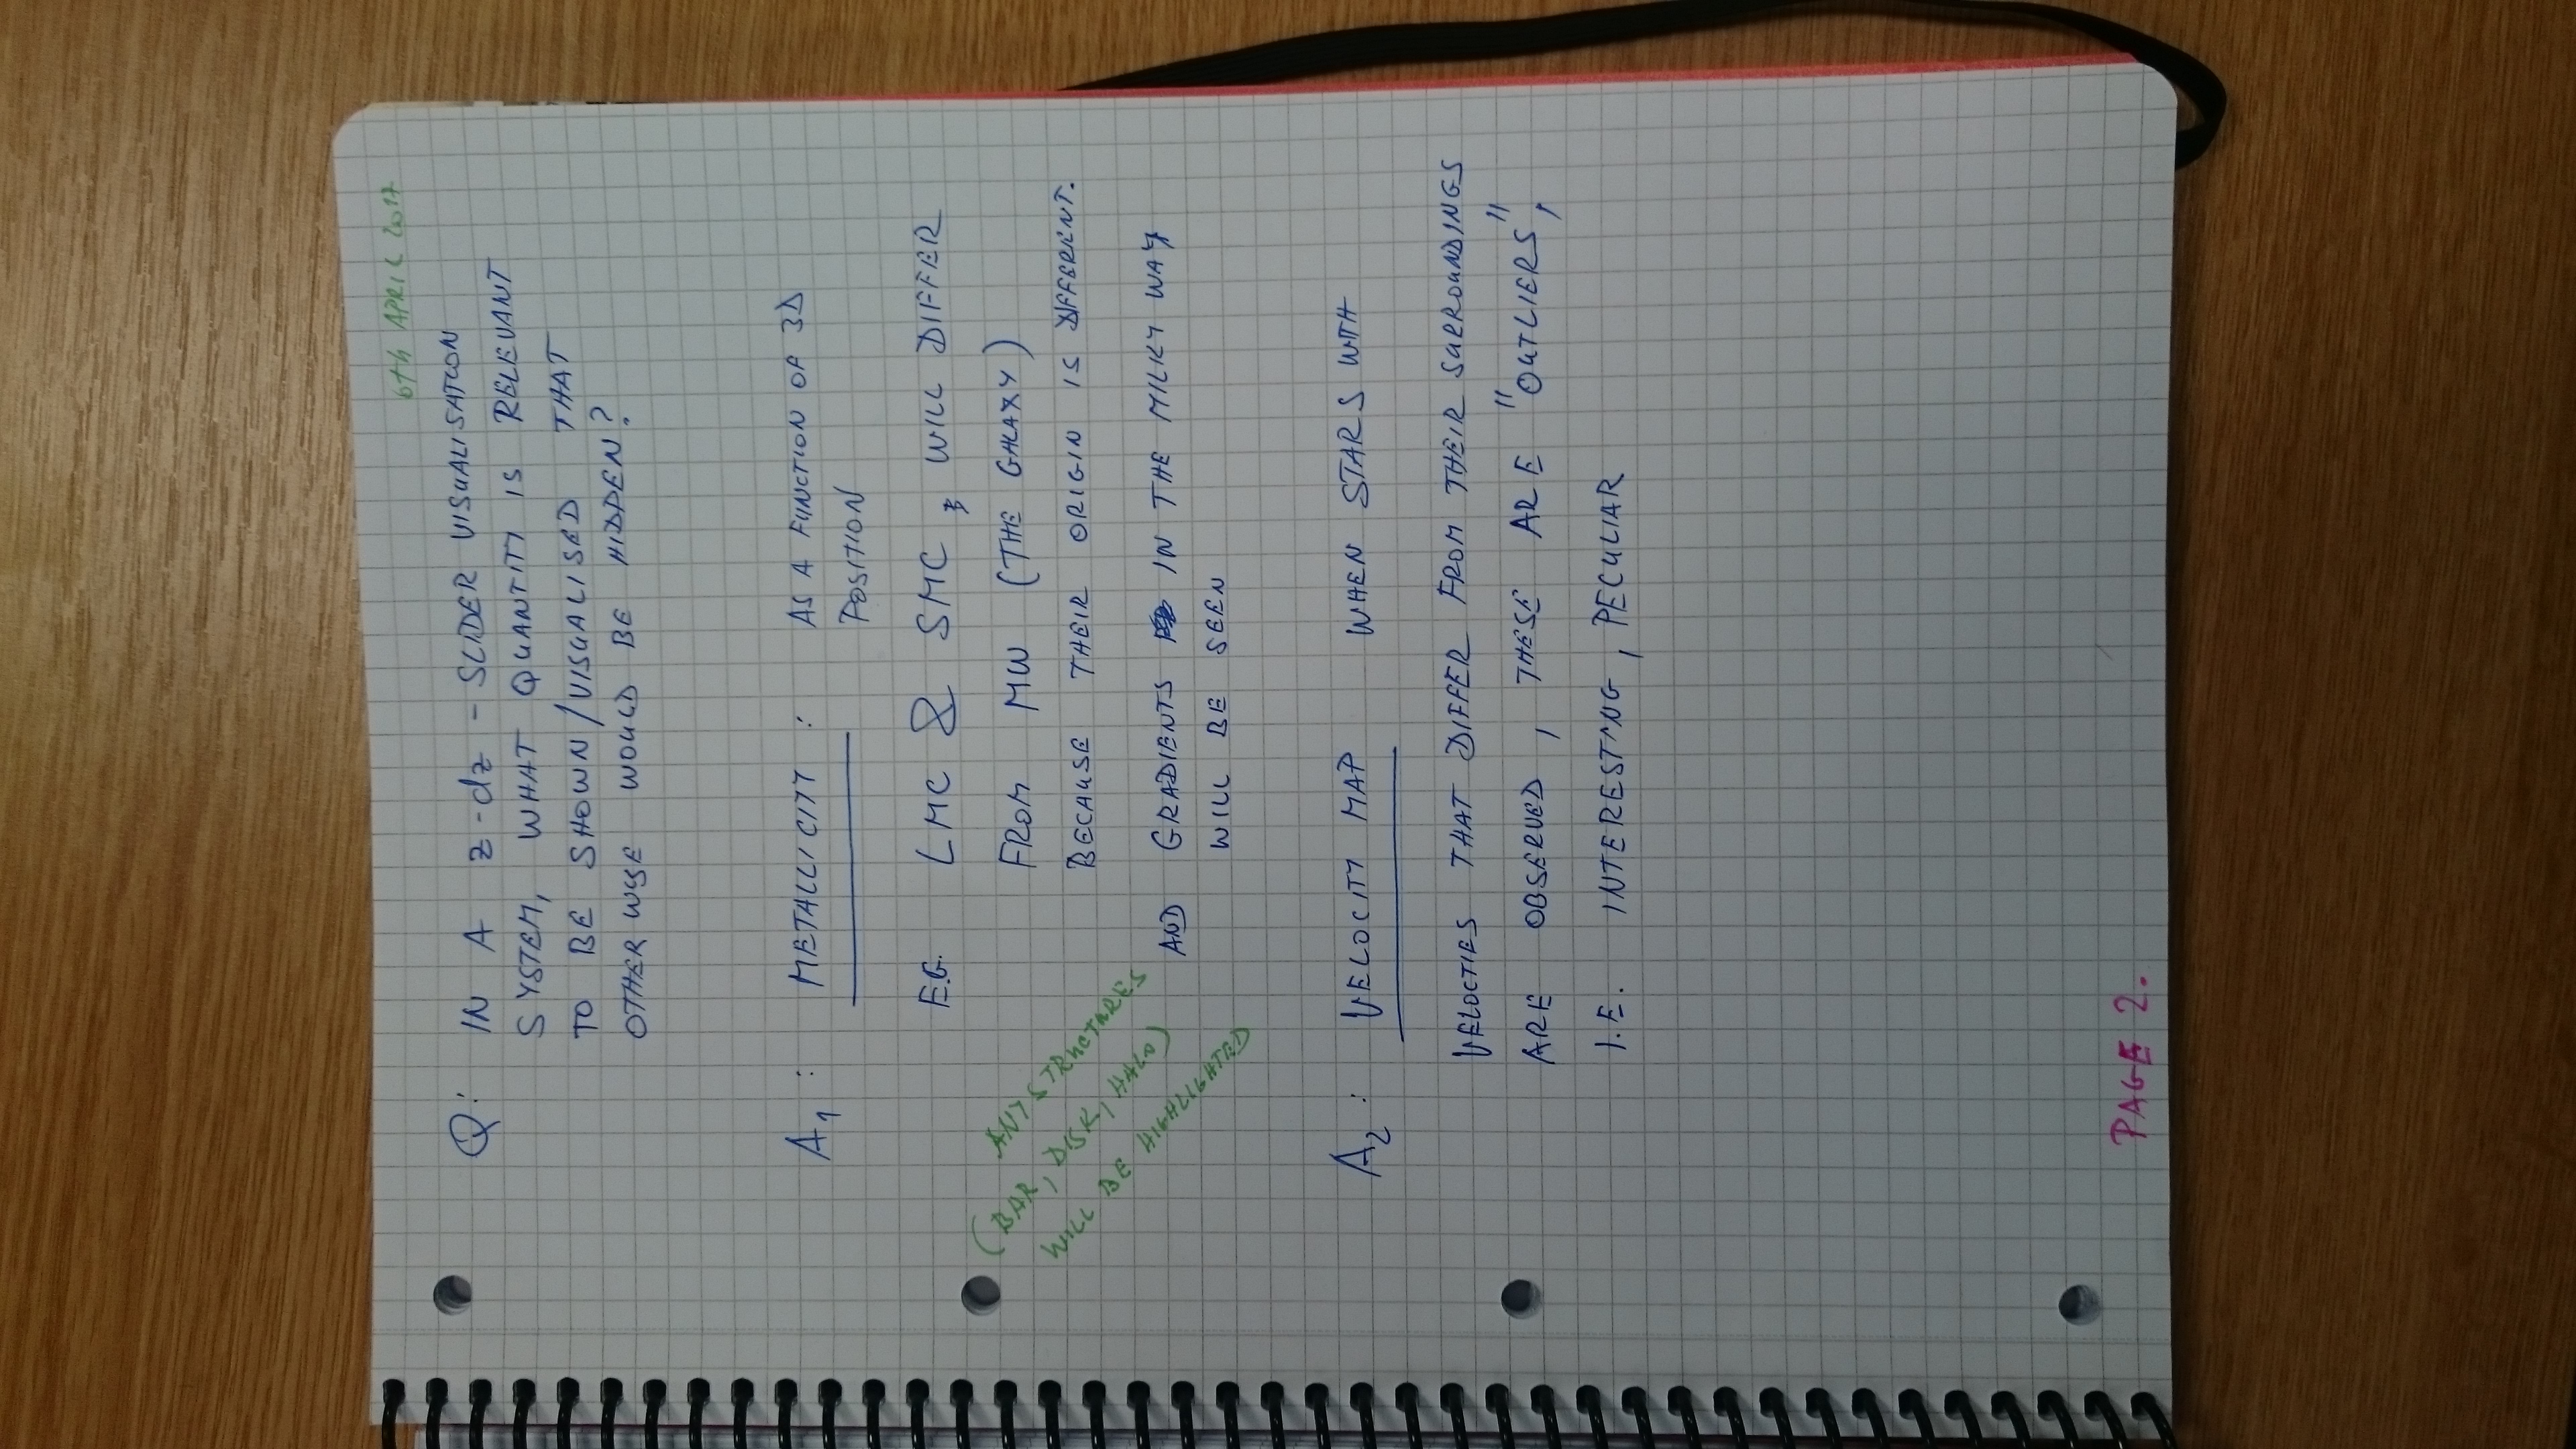 6th APRIL 2017
Q: IN A z-dz-SLIDER VISUALISATION
SYSTEM, WHAT QUANTITY IS RELEVANT
TO BE SHOWN/VISUALISED THAT
OTHERWISE WOULD BE HIDDEN?
A1: METALLICITY: AS A FUNCTION OF 3D
POSITION
E.G. LMC & SMC, WILL DIFFER
FROM MW (THE GALAXY)
BECAUSE THEIR ORIGIN IS DIFFERENT.
AND GRADIENTS IN THE MILKY WAY
WILL BE SEEN
ANY STRUCTURES
(BAR, DISK, HALO)
WILL BE HIGHLIGHTED
A2: VELOCITY MAP WHEN STARS WITH
VELOCTIES THAT DIFFER FROM THEIR SURROUNDINGS
ARE OBSERVED, THESE ARE "OUTLIERS",
I.E. INTERESTING, PECULIAR
PAGE 2.